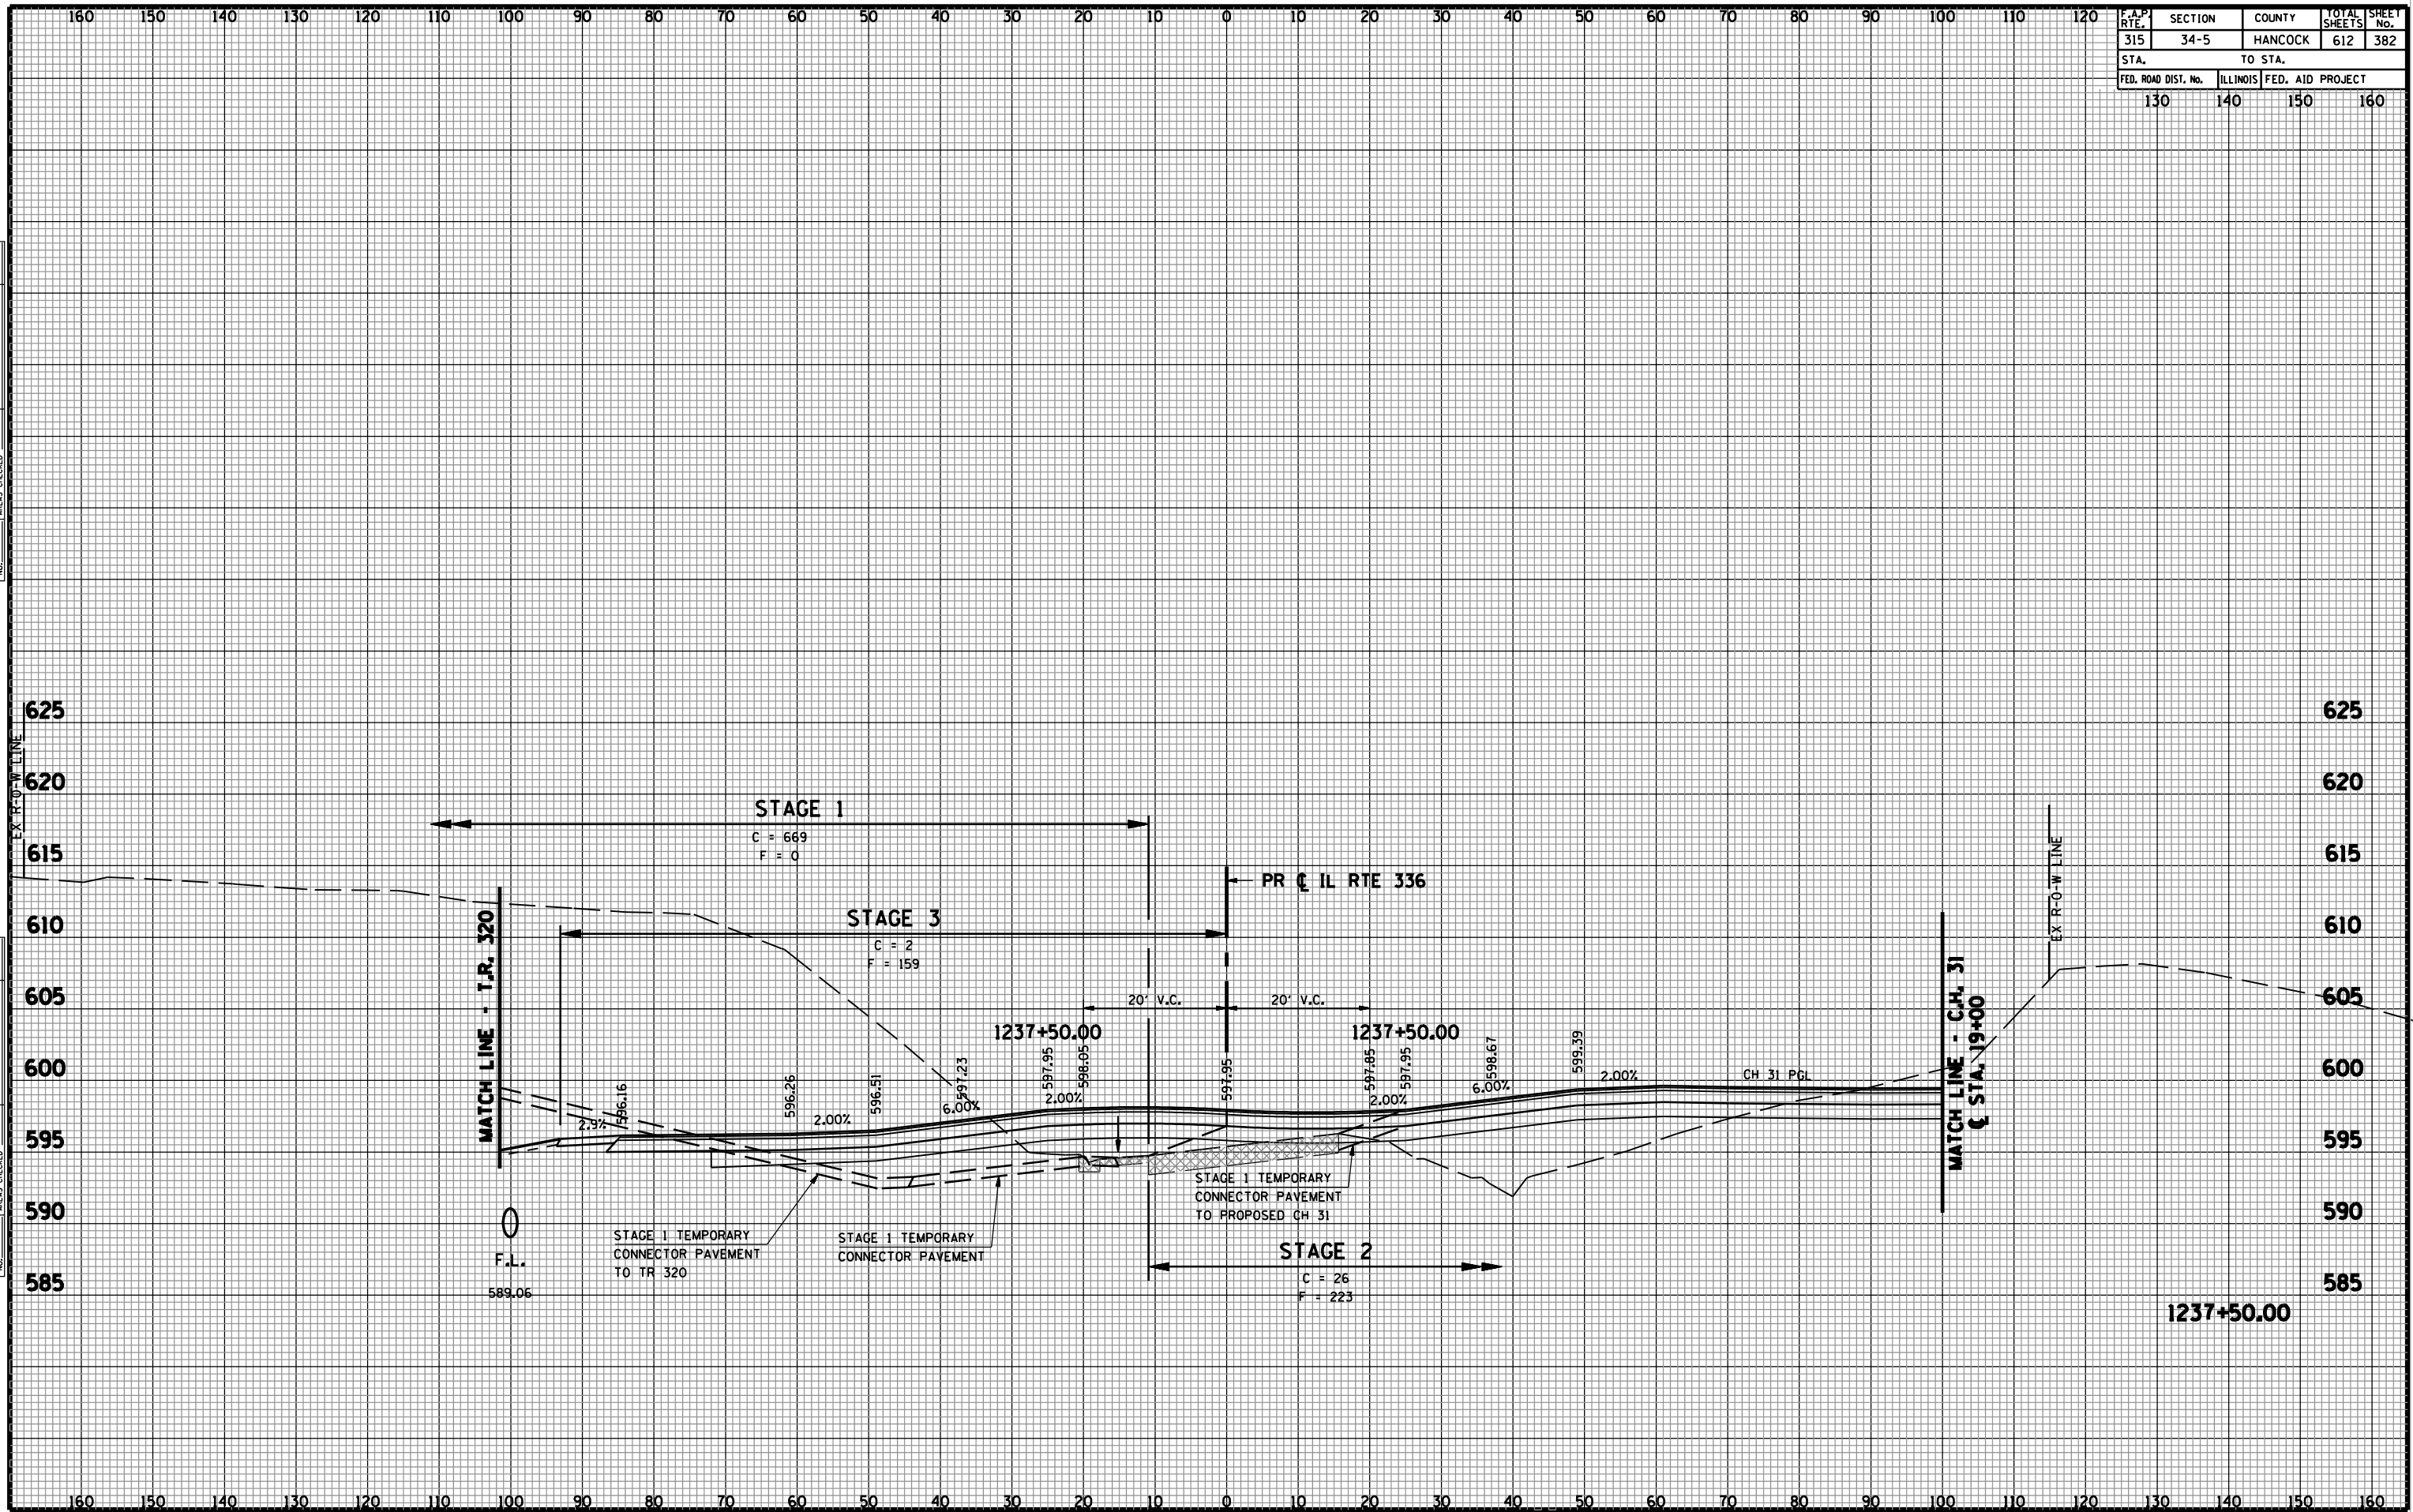 160 150 140 130 120 110 100 90 80 70 60 50 40 30 20 10 0 10 20 30 40 50 60 70 80 90 100 110 120
F.A.P. RTE. SECTION COUNTY TOTAL SHEETS SHEET No.
315 34-5 HANCOCK 612 382
STA. TO STA.
FED. ROAD DIST. No. ILLINOIS FED. AID PROJECT
130 140 150 160
625 625
EX R-O-W LINE
620 620
STAGE 1
C = 669
F = 0
615 615
EX R-O-W LINE
PR ℄ IL RTE 336
610 610
STAGE 3
C = 2
F = 159
605 605
20' V.C. 20' V.C.
1237+50.00 1237+50.00
MATCH LINE - T.R. 320
MATCH LINE - C.H. 31
℄ STA. 19+00
600 600
596.16 596.26 596.51 597.23 597.95 598.05 597.95 597.85 597.95 598.67 599.39
2.9% 2.00% 6.00% 2.00% 2.00% 6.00% 2.00%
CH 31 PGL
595 595
STAGE 1 TEMPORARY
CONNECTOR PAVEMENT
TO PROPOSED CH 31
590 590
STAGE 1 TEMPORARY
CONNECTOR PAVEMENT
TO TR 320
STAGE 1 TEMPORARY
CONNECTOR PAVEMENT
F.L.
589.06
STAGE 2
C = 26
F = 223
585 585
1237+50.00
160 150 140 130 120 110 100 90 80 70 60 50 40 30 20 10 0 10 20 30 40 50 60 70 80 90 100 110 120 130 140 150 160